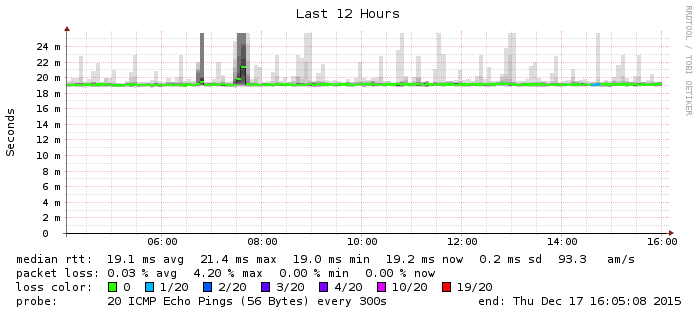 Last 12 Hours
RRDTOOL / TOBI OETIKER
Seconds
24 m
22 m
20 m
18 m
16 m
14 m
12 m
10 m
8 m
6 m
4 m
2 m
0
06:00 08:00 10:00 12:00 14:00 16:00
median rtt: 19.1 ms avg 21.4 ms max 19.0 ms min 19.2 ms now 0.2 ms sd 93.3 am/s
packet loss: 0.03 % avg 4.20 % max 0.00 % min 0.00 % now
loss color: 0 1/20 2/20 3/20 4/20 10/20 19/20
probe: 20 ICMP Echo Pings (56 Bytes) every 300s end: Thu Dec 17 16:05:08 2015